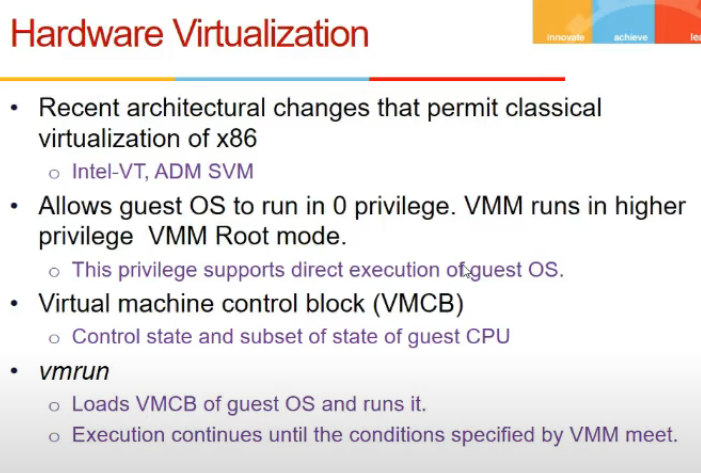 Hardware Virtualization
innovate achieve
• Recent architectural changes that permit classical
virtualization of x86
o Intel-VT, ADM SVM
• Allows guest OS to run in 0 privilege. VMM runs in higher
privilege VMM Root mode.
o This privilege supports direct execution of guest OS.
• Virtual machine control block (VMCB)
o Control state and subset of state of guest CPU
• vmrun
o Loads VMCB of guest OS and runs it.
o Execution continues until the conditions specified by VMM meet.